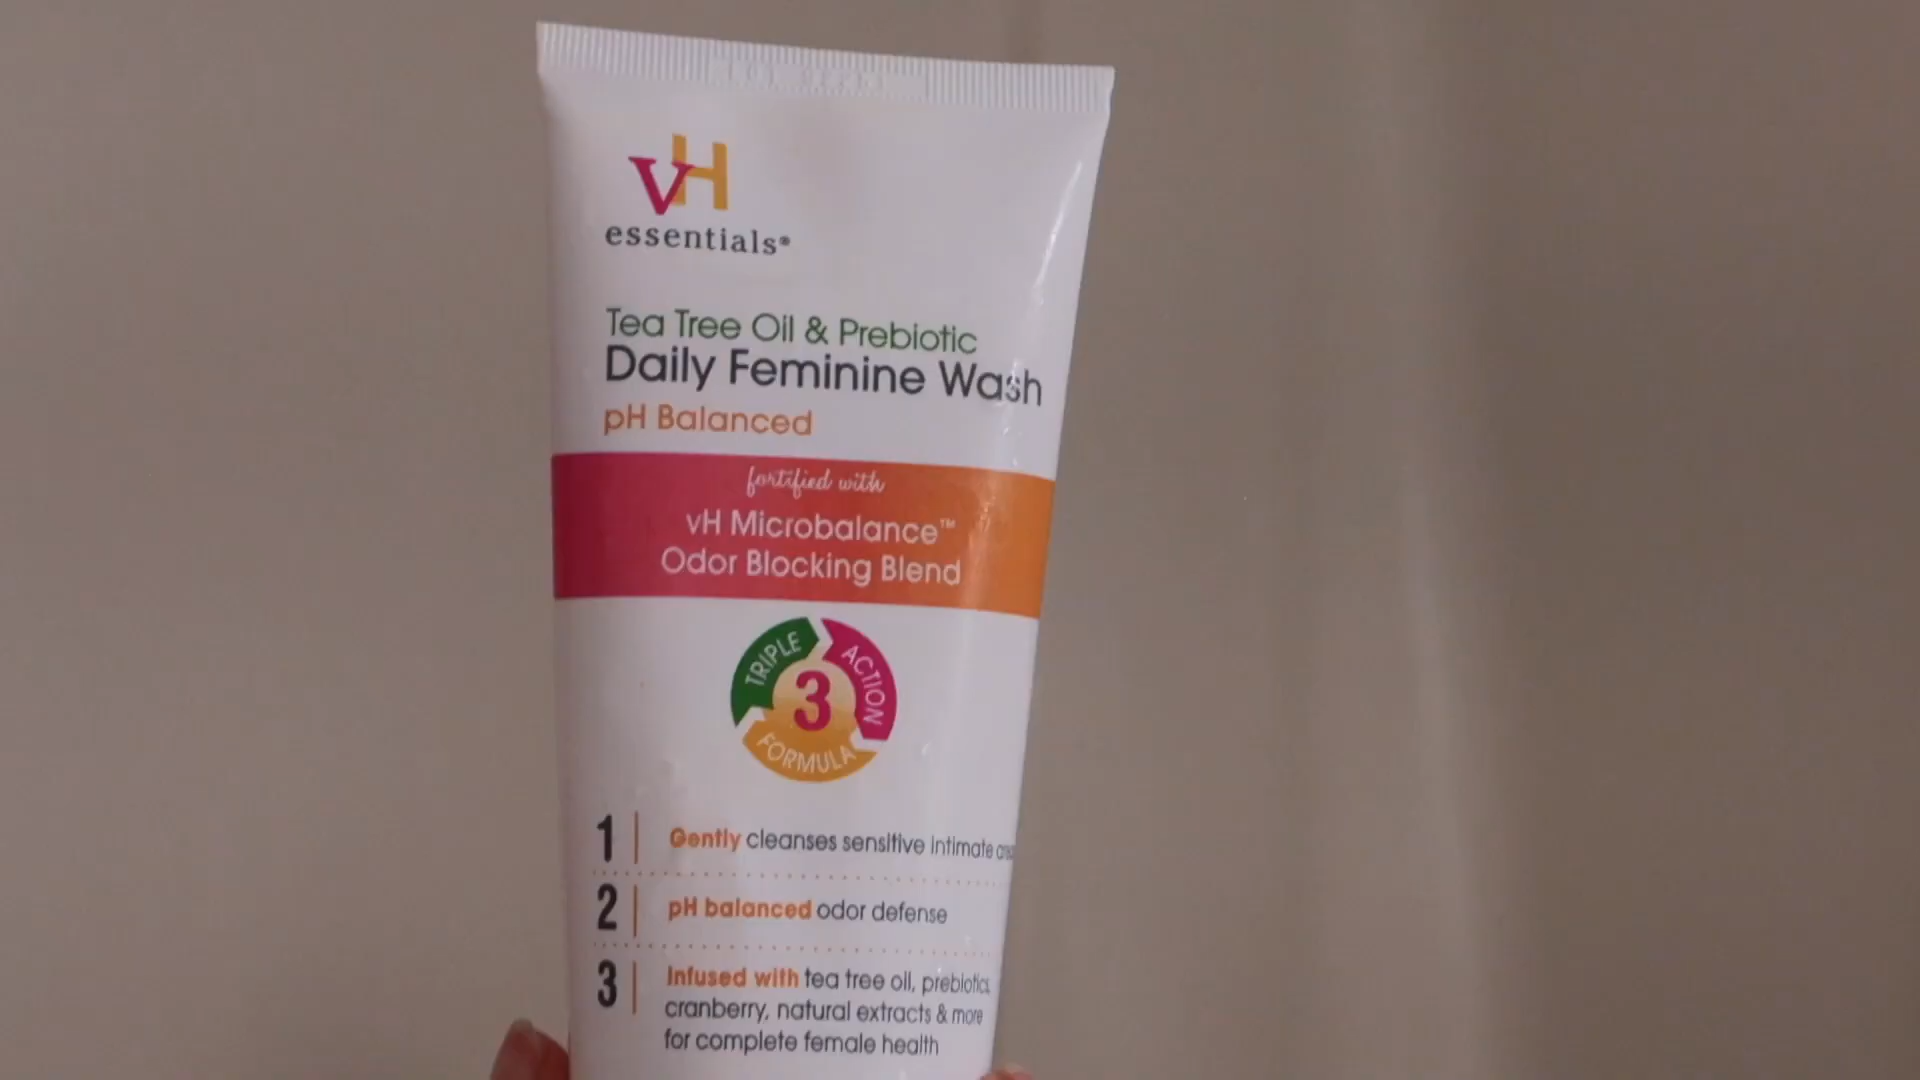 vH
essentials®
Tea Tree Oil & Prebiotic
Daily Feminine Wash
pH Balanced
fortified with
vH Microbalance™
Odor Blocking Blend
TRIPLE
ACTION
3
FORMULA
1 Gently cleanses sensitive intimate
2 pH balanced odor defense
3 Infused with tea tree oil, prebiotics,
cranberry, natural extracts & more
for complete female health